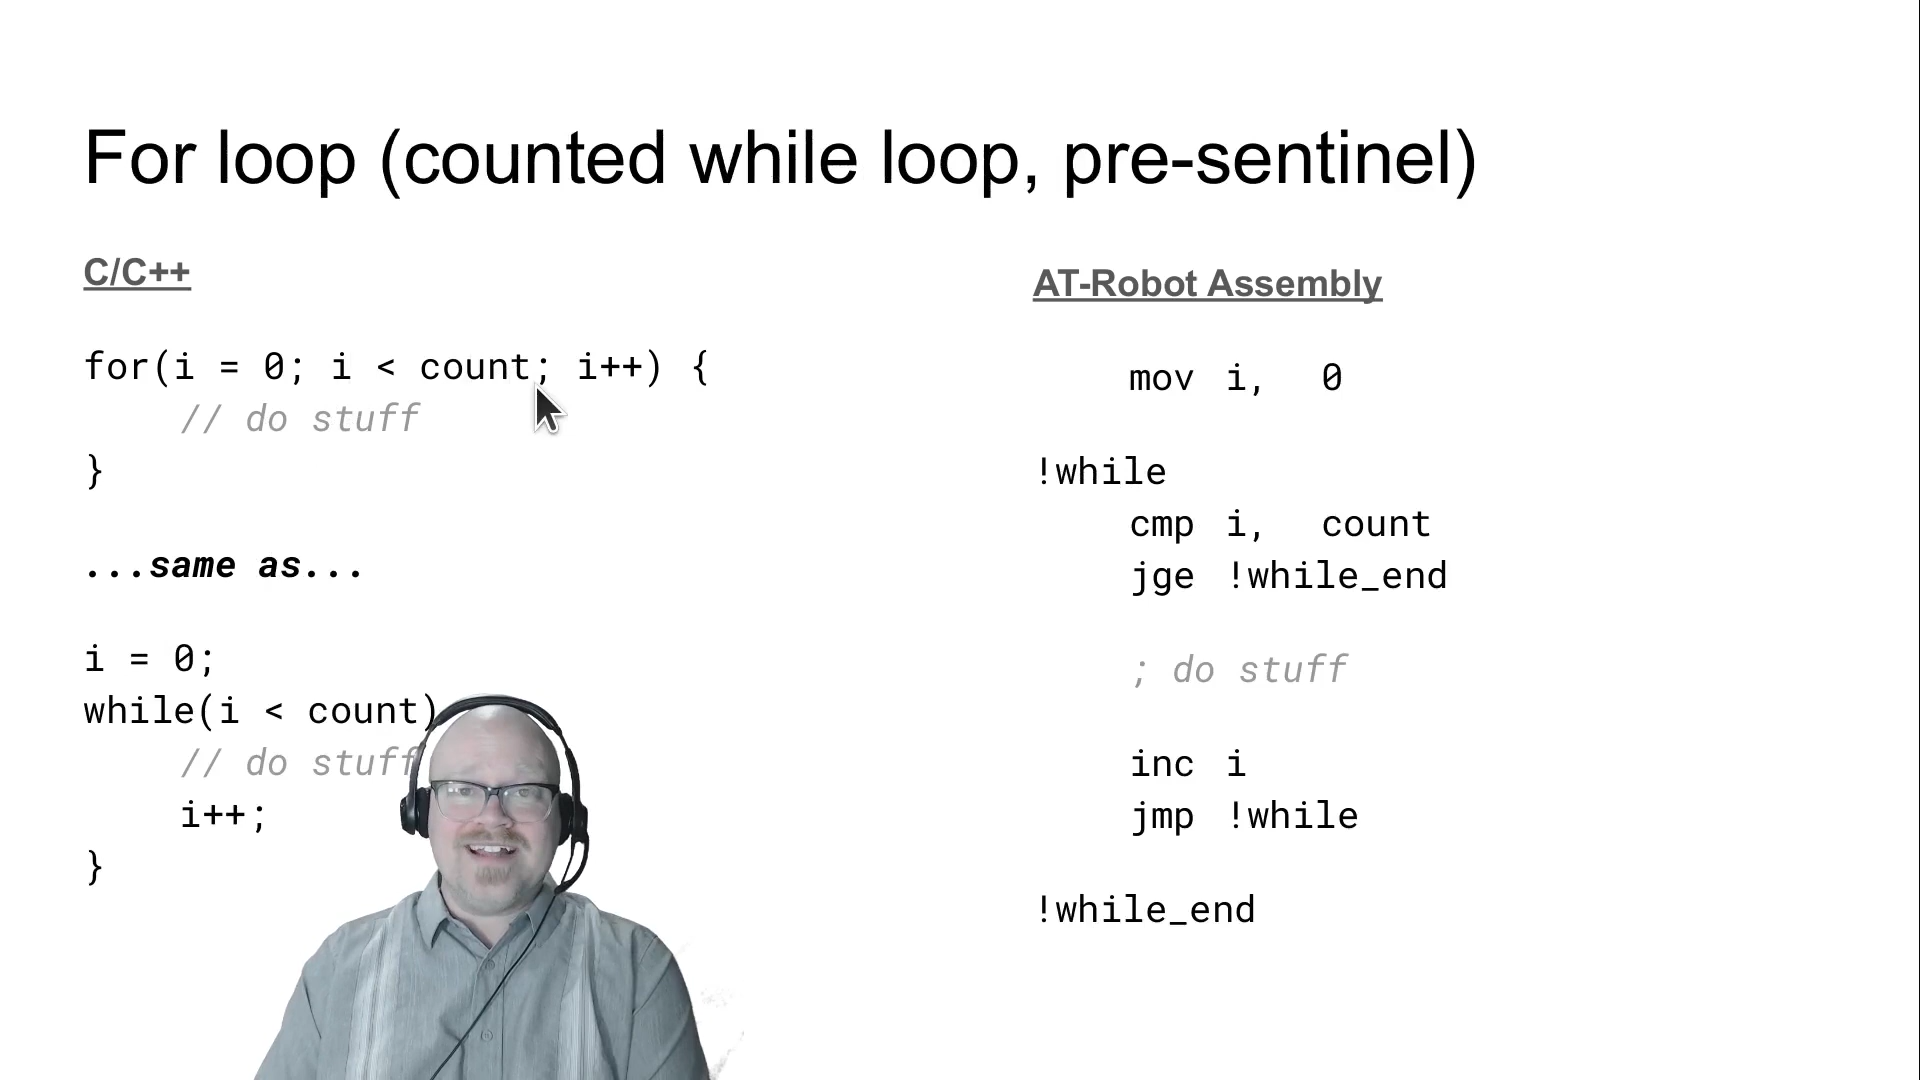 For loop (counted while loop, pre-sentinel)
C/C++
for(i = 0; i < count; i++) {
// do stuff
}
...same as...
i = 0;
while(i < count)
// do stuff
i++;
}
AT-Robot Assembly
mov i, 0
!while
cmp i, count
jge !while_end
; do stuff
inc i
jmp !while
!while_end